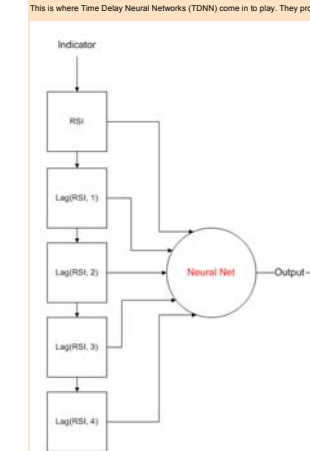 This is where Time Delay Neural Networks (TDNN) come in to play. They
Indicator
RSI
Lag(RSI, 1)
Lag(RSI, 2)
Neural Net
Output
Lag(RSI, 3)
Lag(RSI, 4)